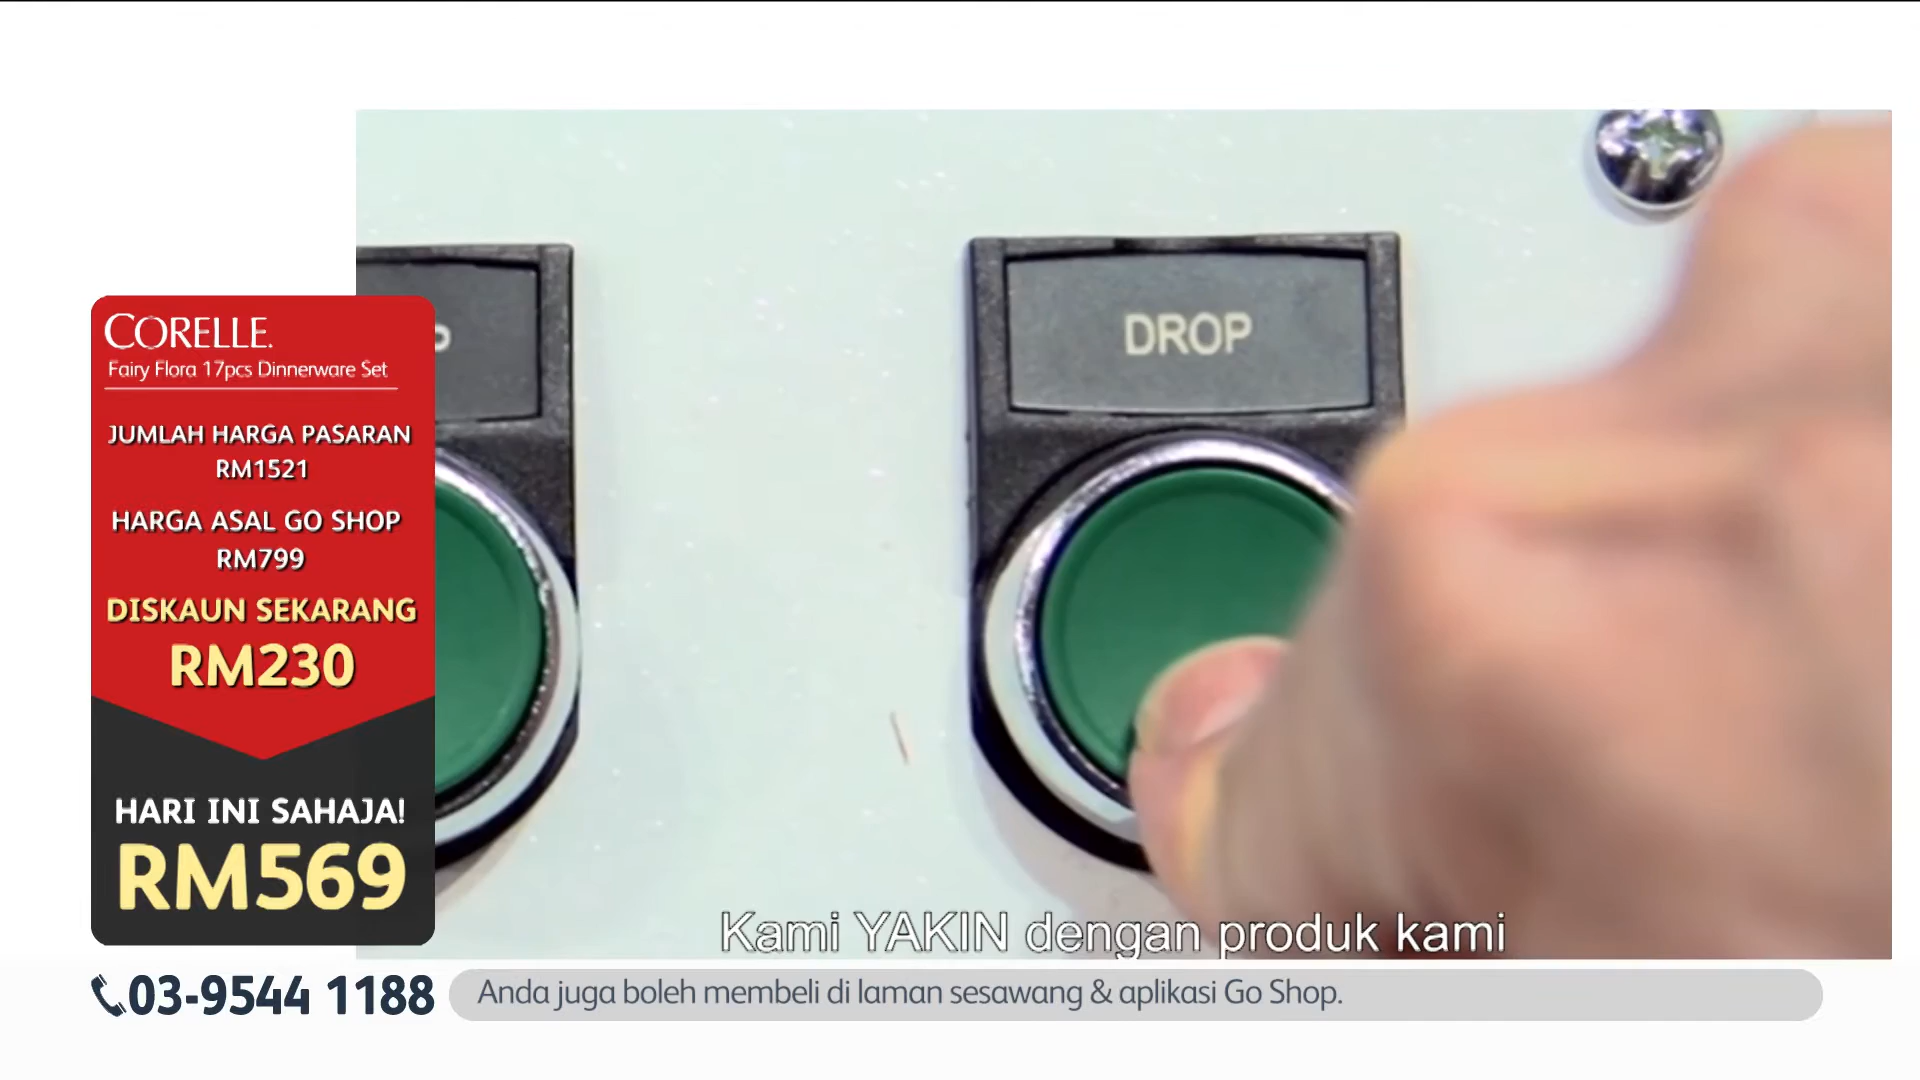 CORELLE.
Fairy Flora 17pcs Dinnerware Set
JUMLAH HARGA PASARAN
RM1521
HARGA ASAL GO SHOP
RM799
DISKAUN SEKARANG
RM230
HARI INI SAHAJA!
RM569
DROP
Kami YAKIN dengan produk kami
03-9544 1188
Anda juga boleh membeli di laman sesawang & aplikasi Go Shop.